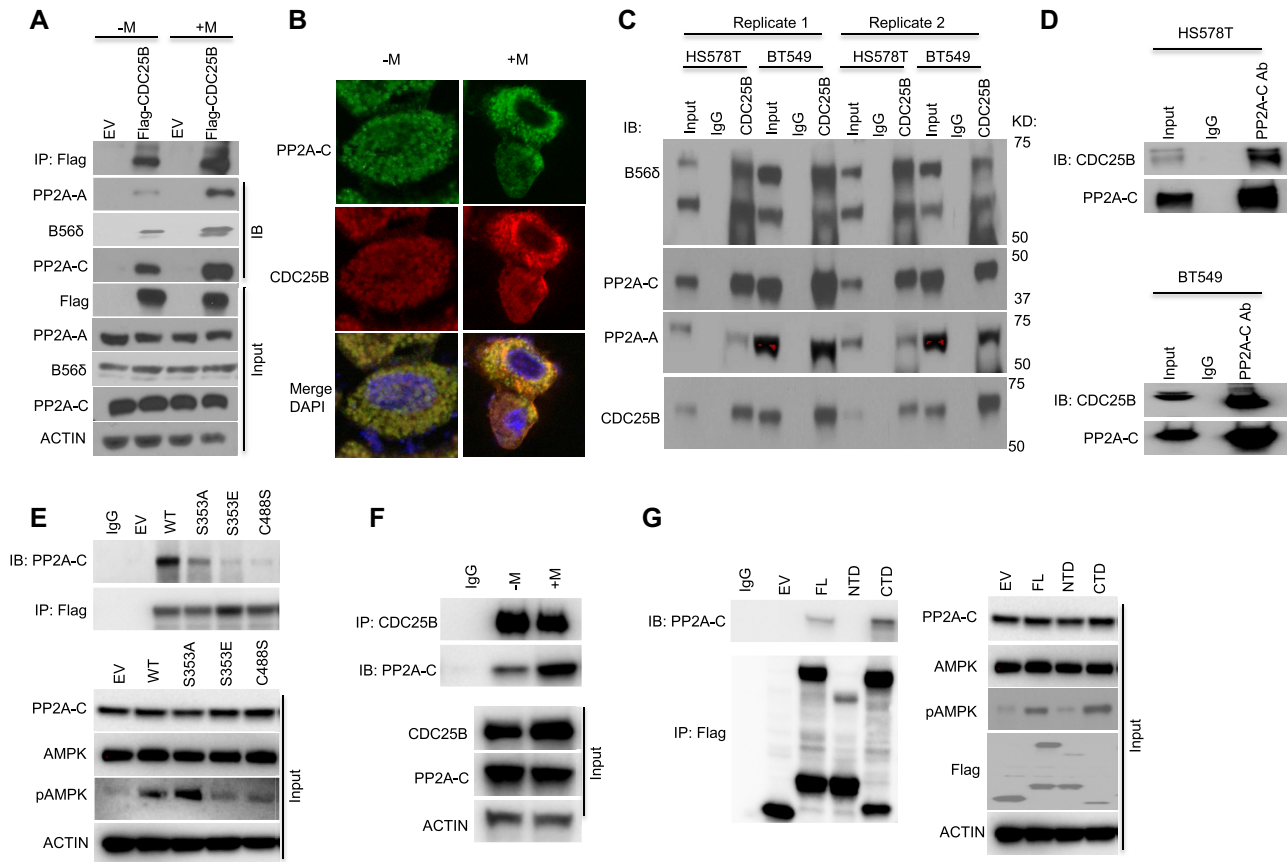 A
-M
+M
EV
Flag-CDC25B
EV
Flag-CDC25B
IP: Flag
PP2A-A
B56δ
PP2A-C
IB
Flag
PP2A-A
B56δ
PP2A-C
ACTIN
Input
B
-M
+M
PP2A-C
CDC25B
Merge
DAPI
C
Replicate 1
Replicate 2
HS578T
BT549
HS578T
BT549
IB:
Input
IgG
CDC25B
Input
IgG
CDC25B
Input
IgG
CDC25B
Input
IgG
CDC25B
KD:
B56δ
75
50
PP2A-C
50
37
PP2A-A
75
50
CDC25B
75
50
D
HS578T
Input
IgG
PP2A-C Ab
IB: CDC25B
PP2A-C
BT549
Input
IgG
PP2A-C Ab
IB: CDC25B
PP2A-C
E
IgG
EV
WT
S353A
S353E
C488S
IB: PP2A-C
IP: Flag
EV
WT
S353A
S353E
C488S
PP2A-C
AMPK
pAMPK
ACTIN
Input
F
IgG
-M
+M
IP: CDC25B
IB: PP2A-C
CDC25B
PP2A-C
ACTIN
Input
G
IgG
EV
FL
NTD
CTD
IB: PP2A-C
IP: Flag
EV
FL
NTD
CTD
PP2A-C
AMPK
pAMPK
Flag
ACTIN
Input